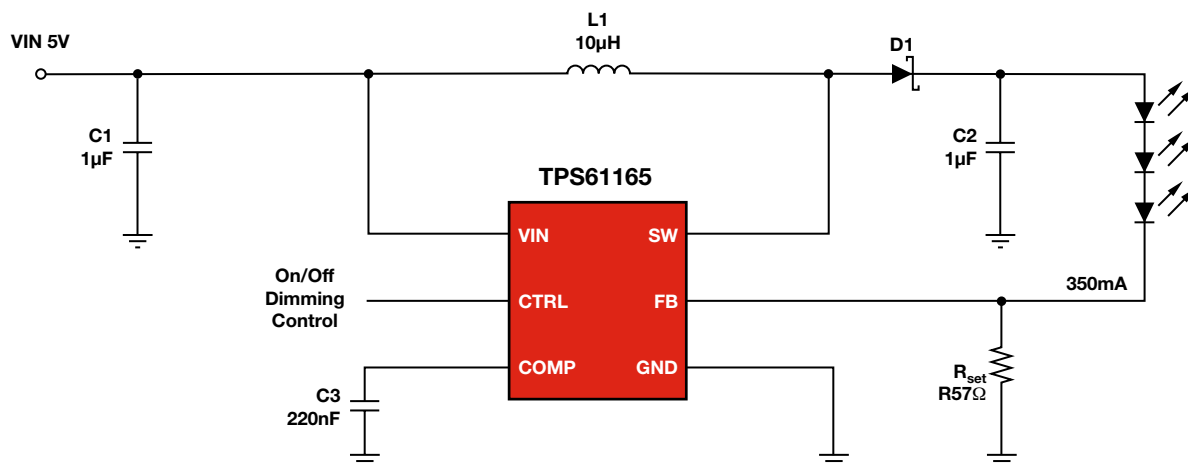 VIN 5V
L1
10µH
D1
C1
1µF
C2
1µF
TPS61165
VIN
SW
On/Off
Dimming
Control
CTRL
FB
350mA
COMP
GND
C3
220nF
Rset
R57Ω